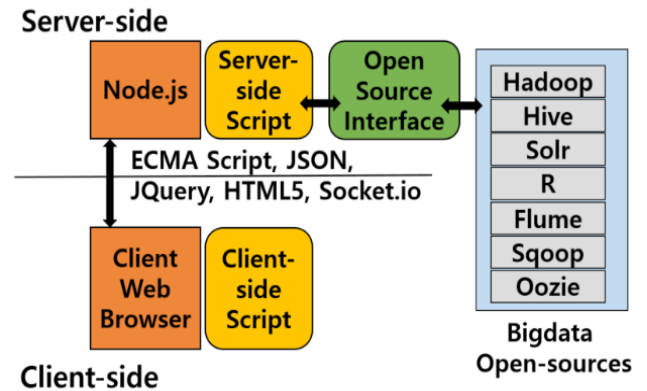 Server-side
Node.js
Server-
side
Script
Open
Source
Interface
Hadoop
Hive
Solr
R
Flume
Sqoop
Oozie
ECMA Script, JSON,
JQuery, HTML5, Socket.io
Client
Web
Browser
Client-
side
Script
Bigdata
Open-sources
Client-side